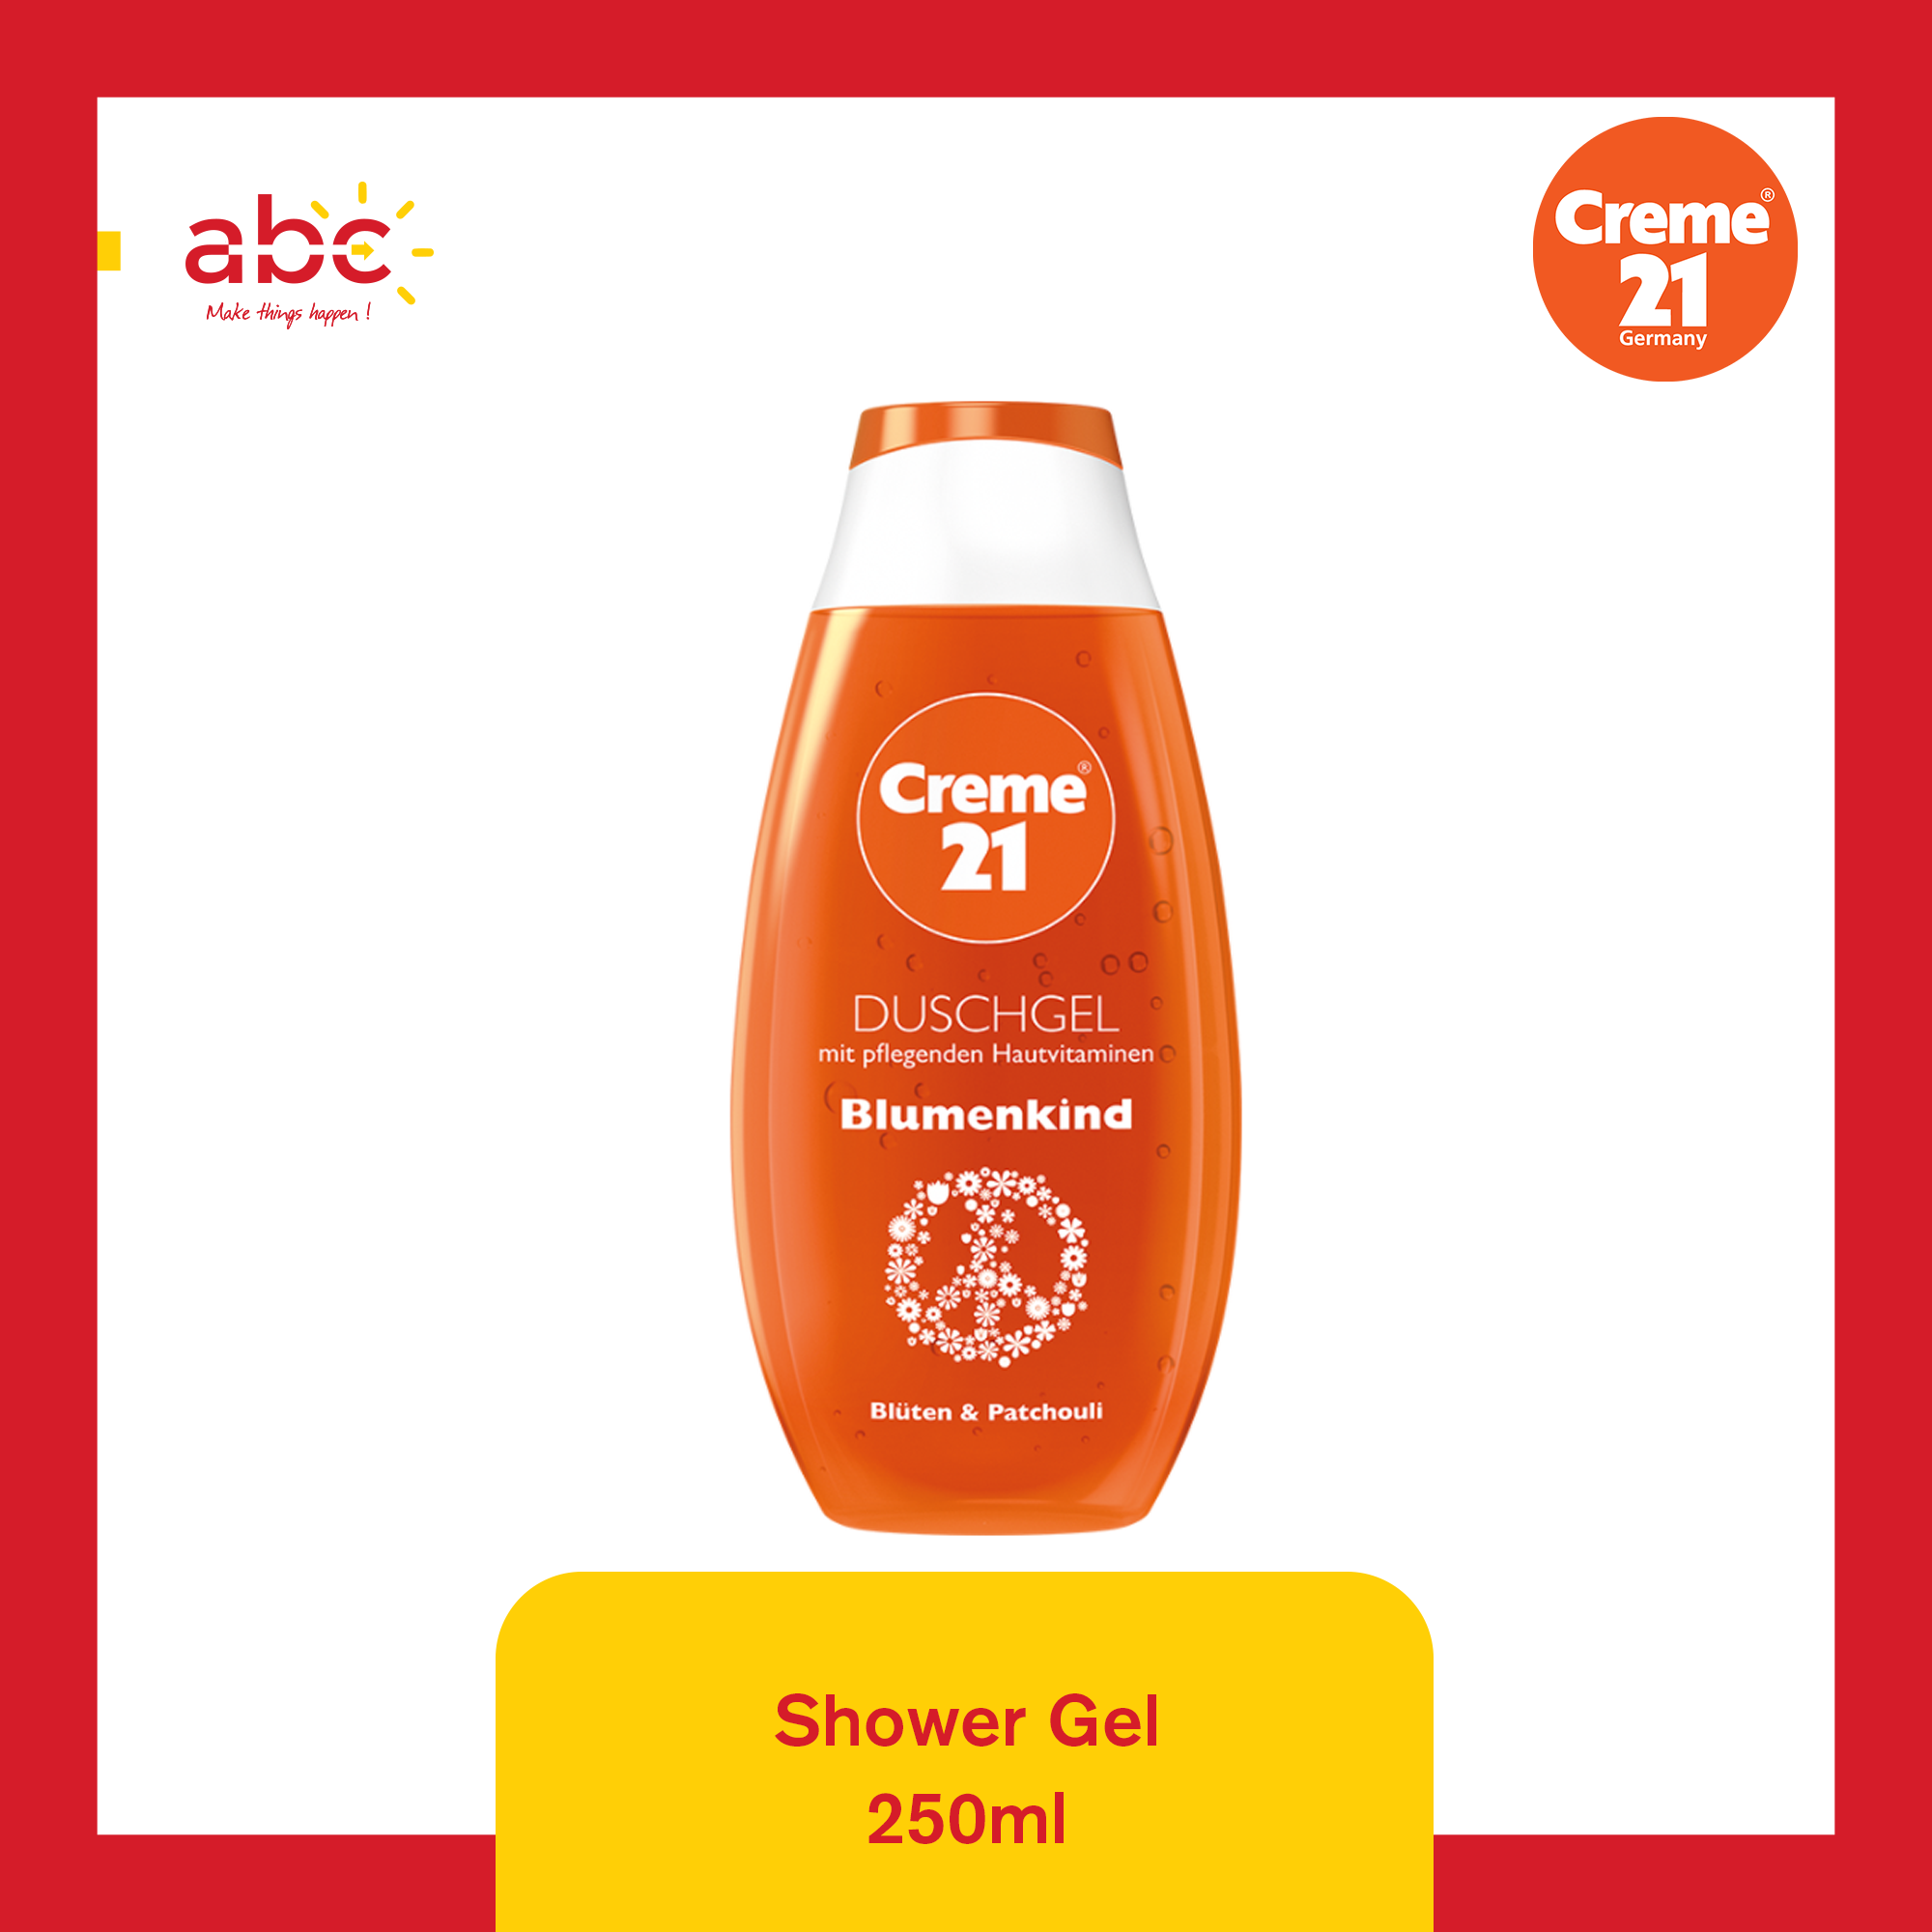 abc
Make things happen !
Creme®
21
Germany
Creme®
21
DUSCHGEL
mit pflegenden Hautvitaminen
Blumenkind
Blüten & Patchouli
Shower Gel
250ml